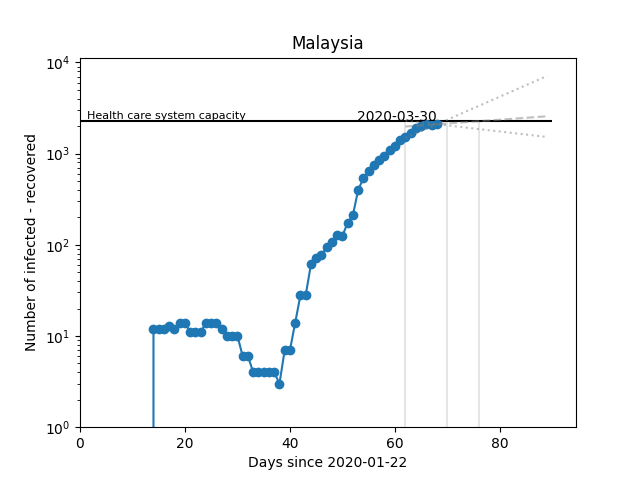 Malaysia
10^4
Health care system capacity
2020-03-30
10^3
10^2
10^1
10^0
Number of infected - recovered
0 20 40 60 80
Days since 2020-01-22